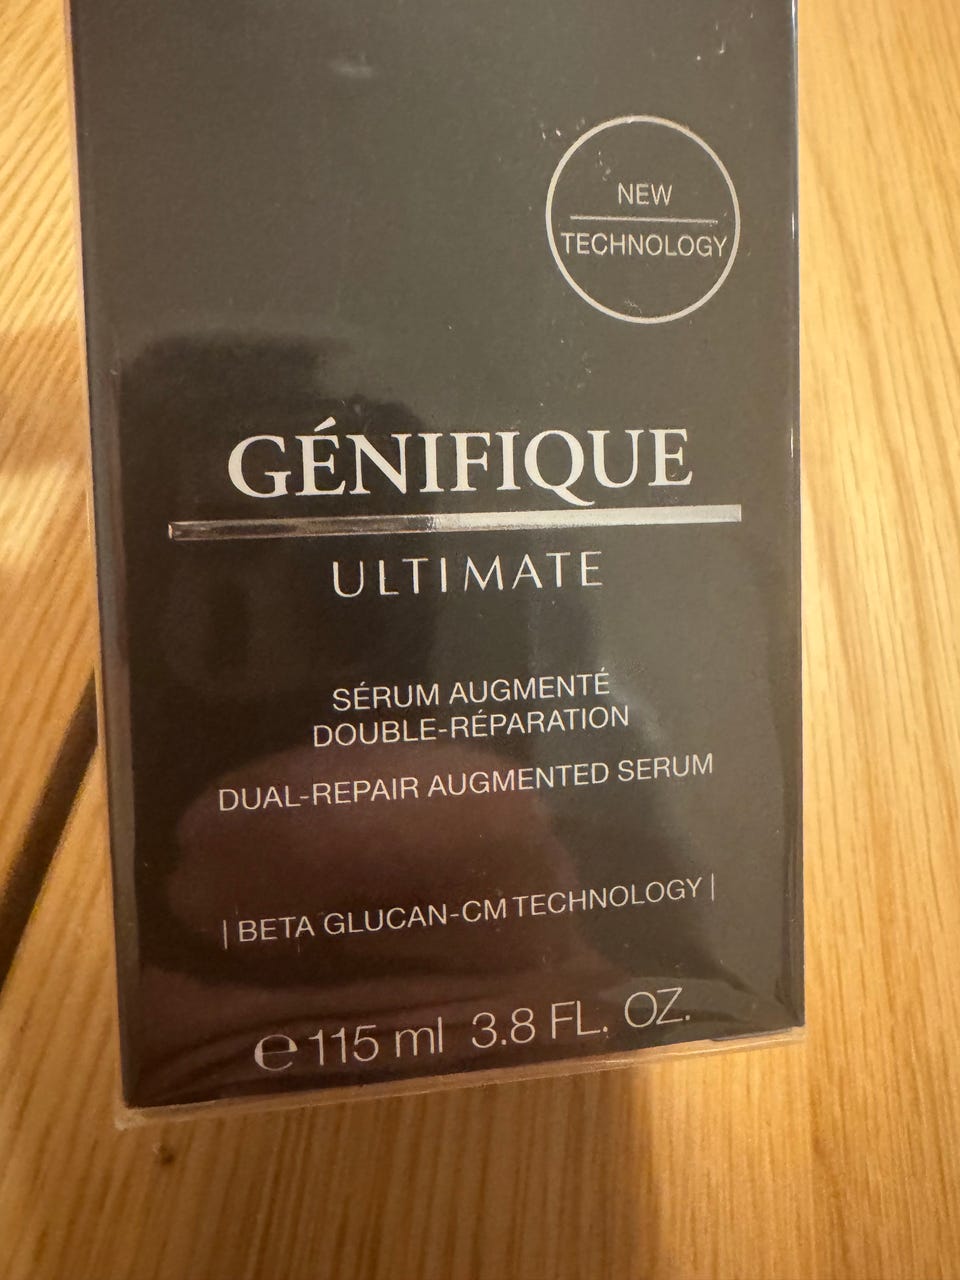 NEW
TECHNOLOGY
GÉNIFIQUE
ULTIMATE
SÉRUM AUGMENTÉ
DOUBLE-RÉPARATION
DUAL-REPAIR AUGMENTED SERUM
| BETA GLUCAN-CM TECHNOLOGY |
℮ 115 ml 3.8 FL. OZ.